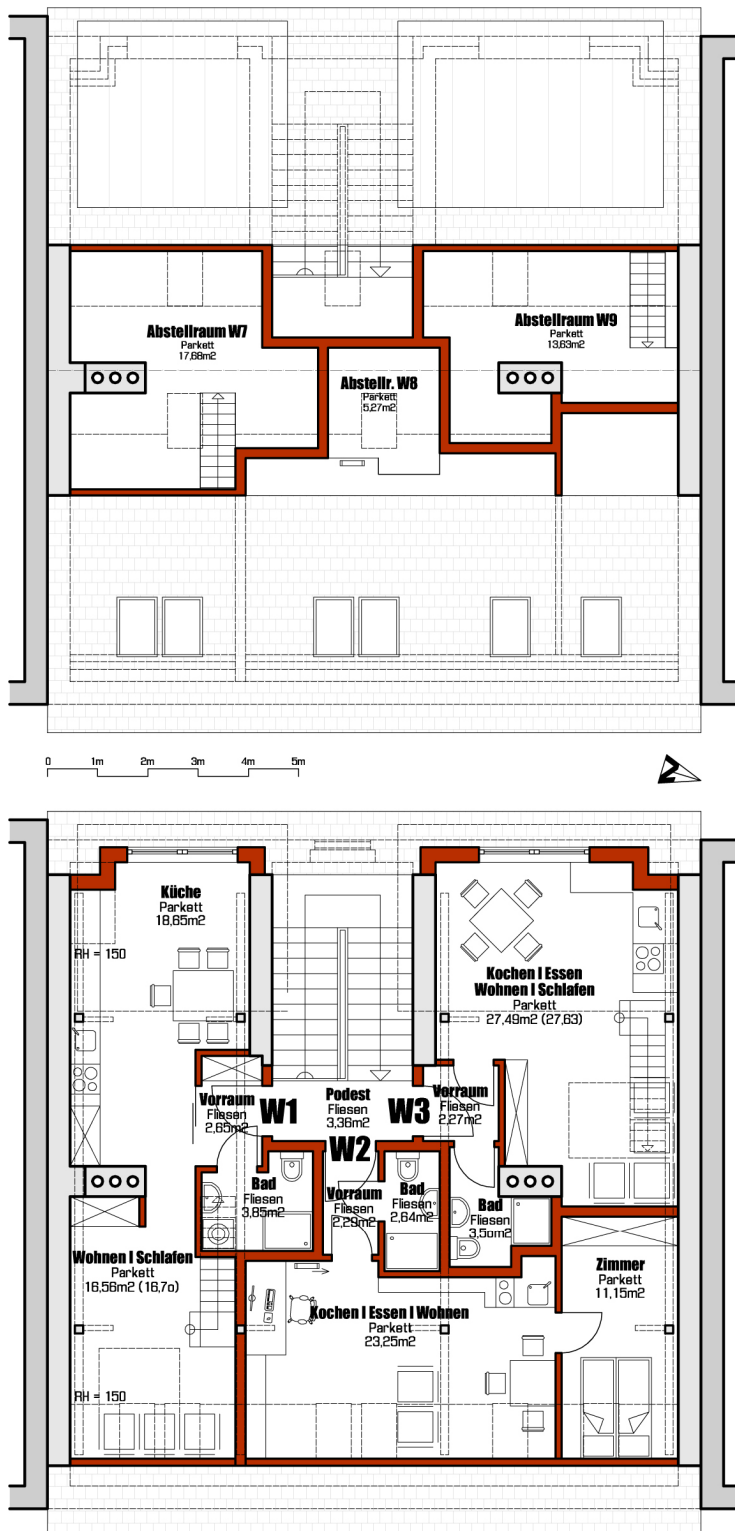 Abstellraum W7
Parkett
17,68m2
Abstellraum W9
Parkett
13,63m2
Abstellr. W8
Parkett
5,27m2
0 1m 2m 3m 4m 5m
Z
Küche
Parkett
18,65m2
RH = 150
Kochen I Essen
Wohnen I Schlafen
Parkett
27,49m2 (27,63)
Vorraum
Fliesen
2,65m2
W1
Podest
Fliesen
3,36m2
W3
Vorraum
Fliesen
2,27m2
W2
Bad
Fliesen
3,85m2
Vorraum
Fliesen
2,29m2
Bad
Fliesen
2,64m2
Bad
Fliesen
3,5om2
Wohnen I Schlafen
Parkett
16,56m2 (16,7o)
Zimmer
Parkett
11,15m2
Kochen I Essen I Wohnen
Parkett
23,25m2
RH = 150